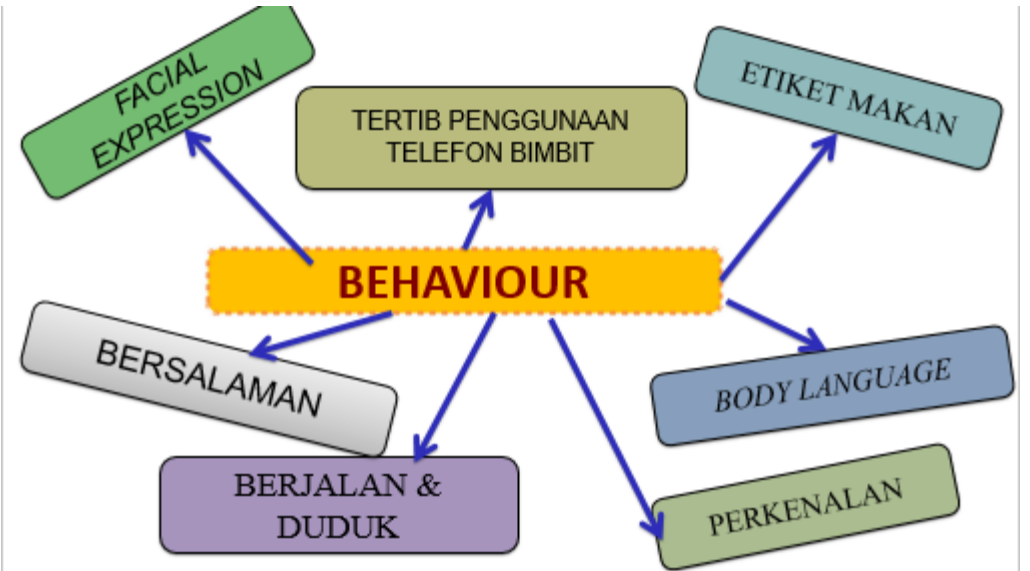 FACIAL
EXPRESSION
TERTIB PENGGUNAAN
TELEFON BIMBIT
ETIKET MAKAN
BEHAVIOUR
BERSALAMAN
BODY LANGUAGE
BERJALAN &
DUDUK
PERKENALAN